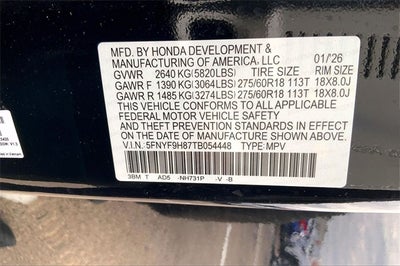 MFD. BY HONDA DEVELOPMENT &
MANUFACTURING OF AMERICA, LLC 01/'26
GVWR 2640 KG(5820LBS) TIRE SIZE RIM SIZE
GAWR F 1390 KG(3064LBS) 275/60R18 113T 18X8.0J
GAWR R 1485 KG(3274LBS) 275/60R18 113T 18X8.0J
THIS VEHICLE CONFORMS TO ALL APPLICABLE
FEDERAL MOTOR VEHICLE SAFETY
AND THEFT PREVENTION STANDARDS IN EFFECT
ON THE DATE OF MANUFACTURE SHOWN ABOVE.
V.I.N. 5FNYF9H87TB054448 TYPE: MPV
3BM T AD5 -NH731P -V -B